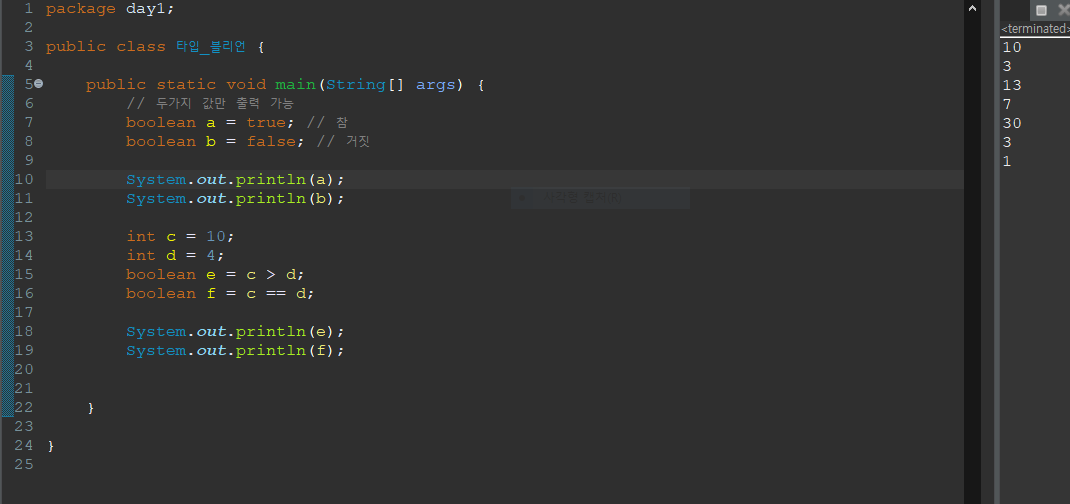 1 package day1;
2
3 public class 타입_불리언 {
4
5 public static void main(String[] args) {
6 // 두가지 값만 출력 가능
7 boolean a = true; // 참
8 boolean b = false; // 거짓
9
10 System.out.println(a);
11 System.out.println(b);
12
13 int c = 10;
14 int d = 4;
15 boolean e = c > d;
16 boolean f = c == d;
17
18 System.out.println(e);
19 System.out.println(f);
20
21
22 }
23
24 }
25
<terminated>
10
3
13
7
30
3
1